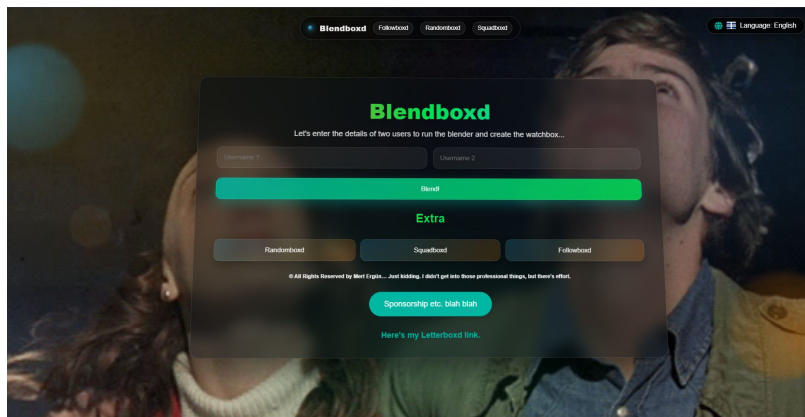 Blendboxd Followboxd Randomboxd Squadboxd
Language: English
Blendboxd
Let's enter the details of two users to run the blender and create the watchbox...
Username 1 Username 2
Blend!
Extra
Randomboxd Squadboxd Followboxd
© All Rights Reserved by Mert Ergün... Just kidding. I didn't get into those professional things, but there's effort.
Sponsorship etc. blah blah
Here's my Letterboxd link.